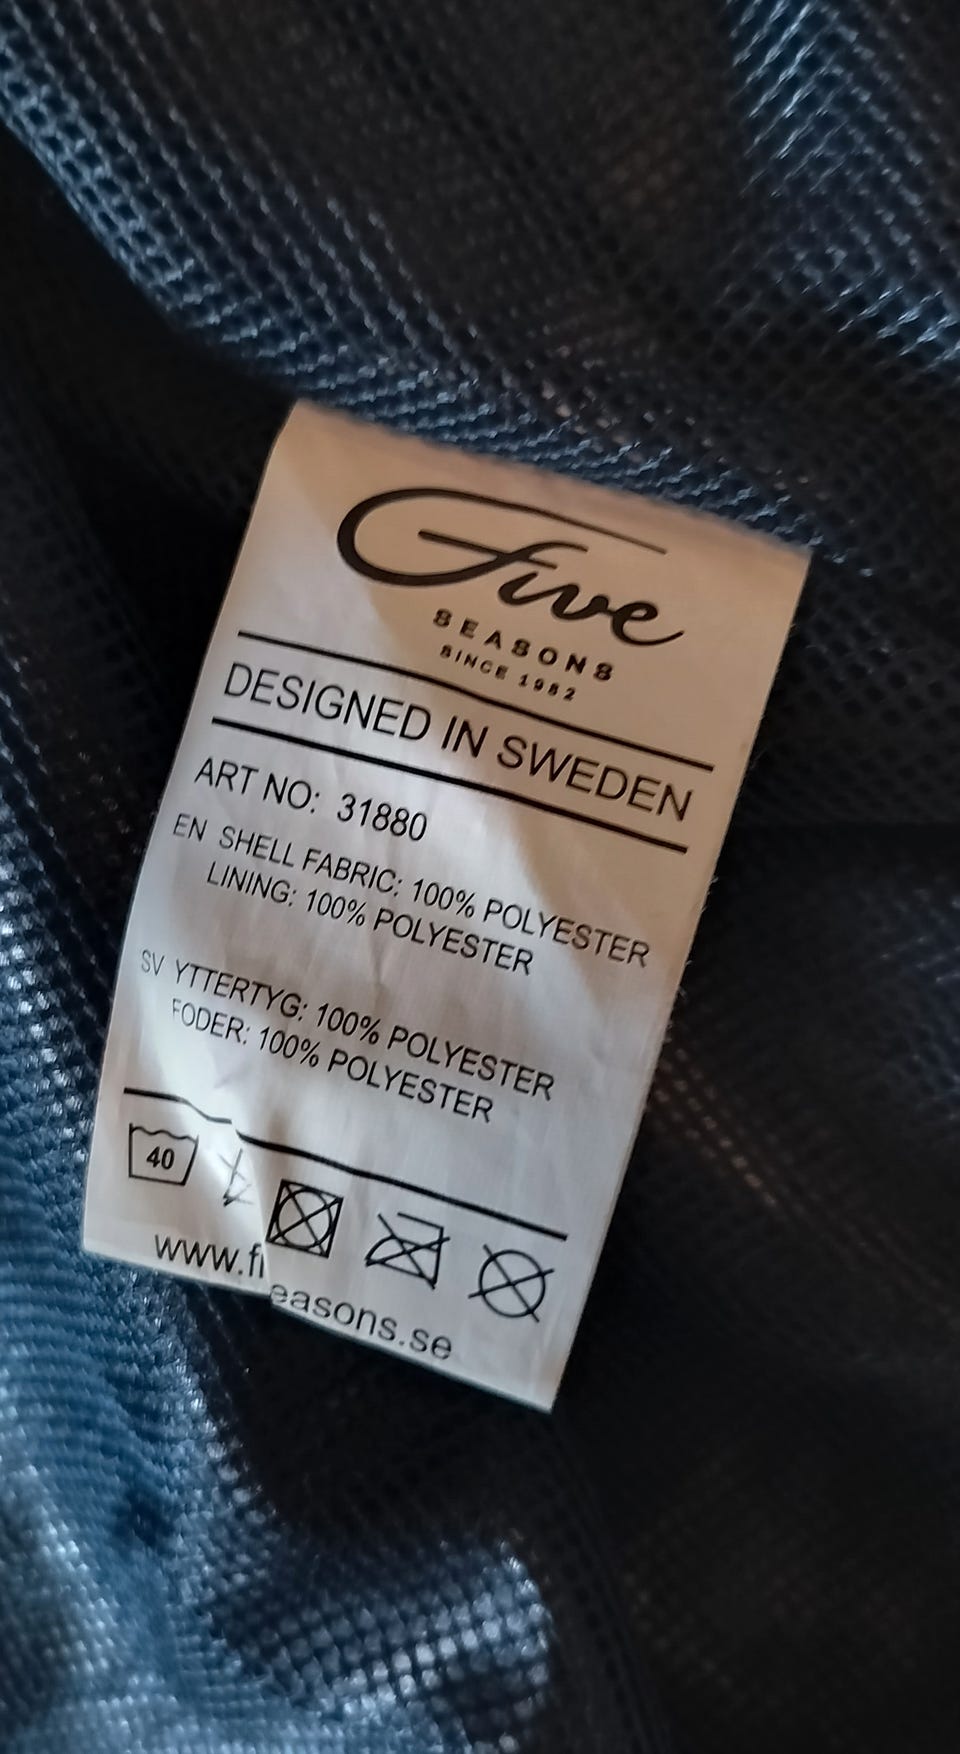 Five
SEASONS
SINCE 1982
DESIGNED IN SWEDEN
ART NO: 31880
EN SHELL FABRIC: 100% POLYESTER
LINING: 100% POLYESTER
SV YTTERTYG: 100% POLYESTER
FODER: 100% POLYESTER
40
www.fi easons.se